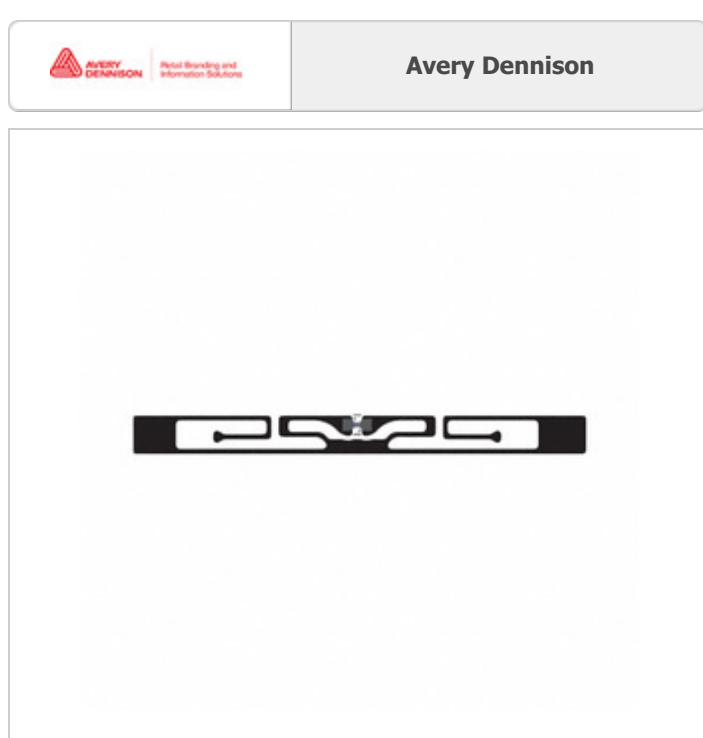 AVERY
DENNISON
Retail Branding and
Information Solutions
Avery Dennison